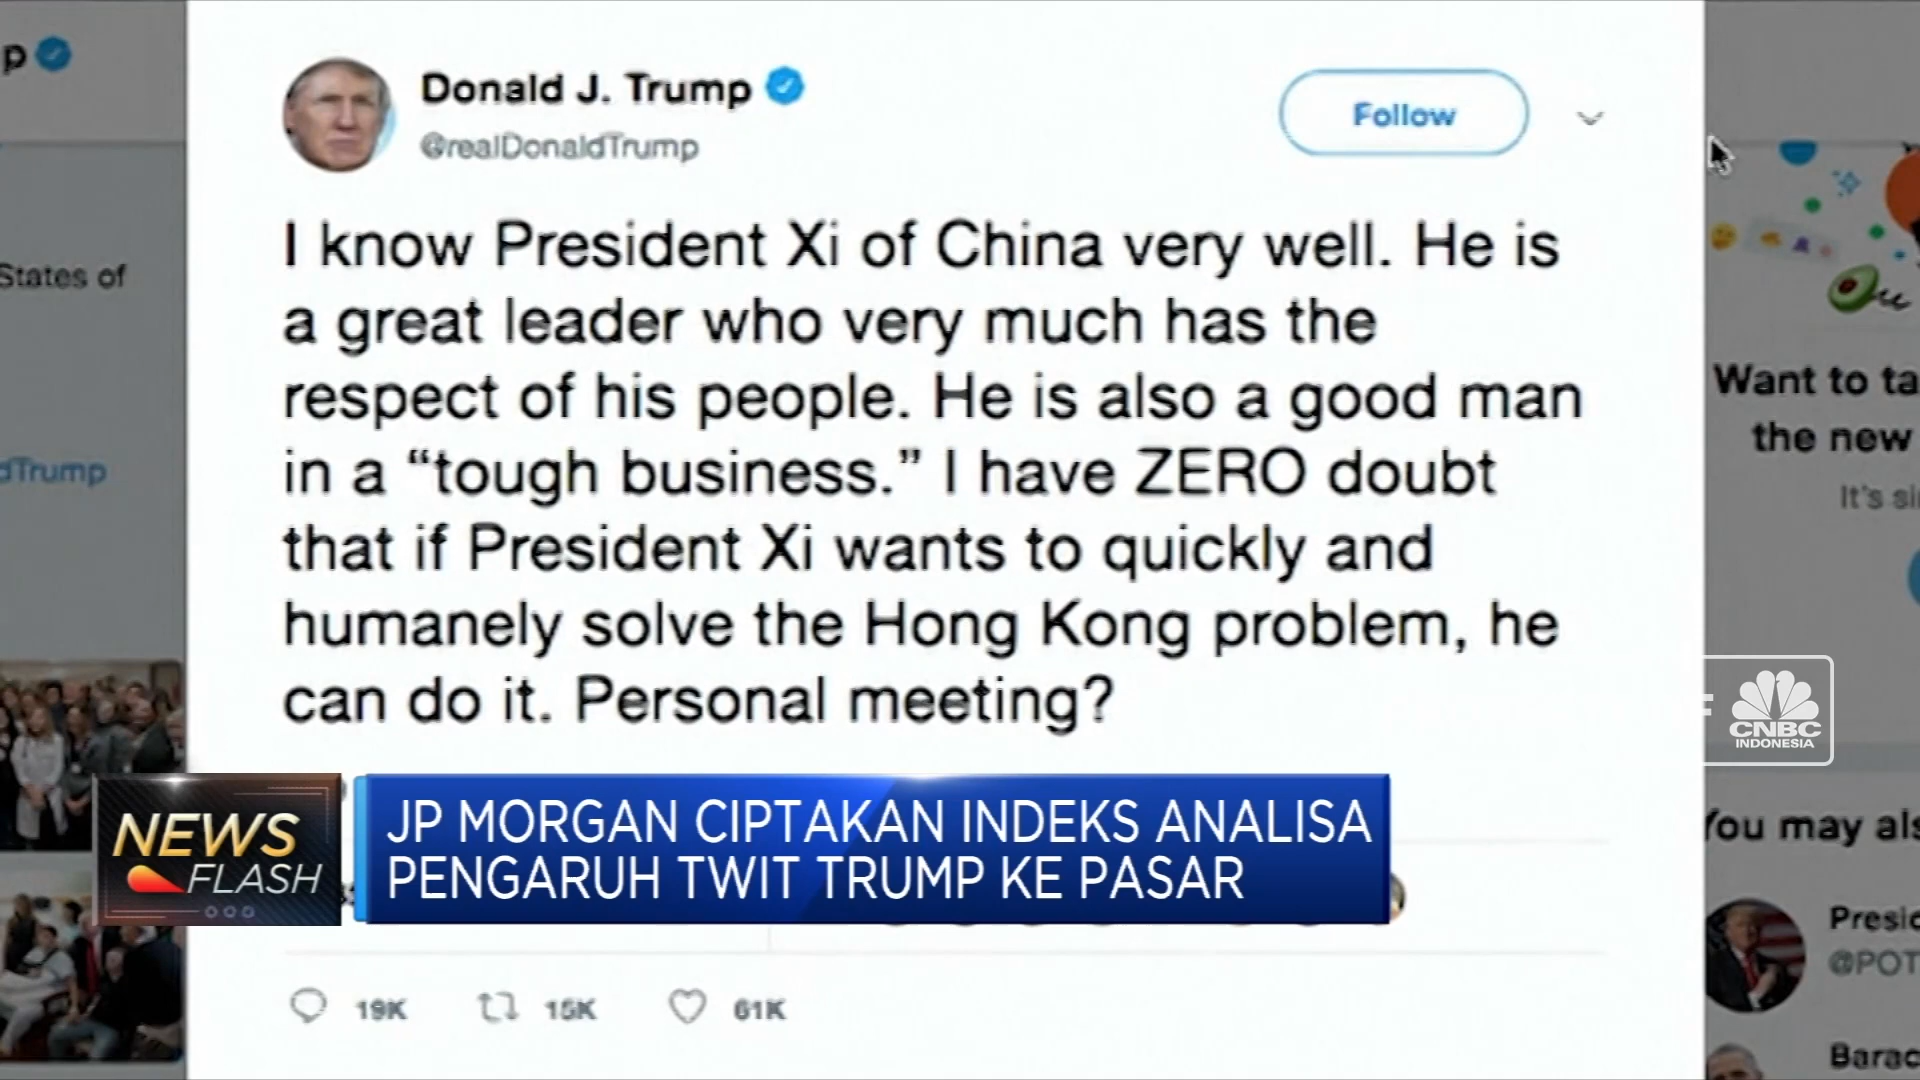 p
Donald J. Trump
@realDonaldTrump
Follow
I know President Xi of China very well. He is
a great leader who very much has the
respect of his people. He is also a good man
in a “tough business.” I have ZERO doubt
that if President Xi wants to quickly and
humanely solve the Hong Kong problem, he
can do it. Personal meeting?
19K 15K 61K
States of
dTrump
Want to ta
the new
It's si
CNBC
INDONESIA
You may als
Presid
@POT
Barac
NEWS
FLASH
JP MORGAN CIPTAKAN INDEKS ANALISA
PENGARUH TWIT TRUMP KE PASAR